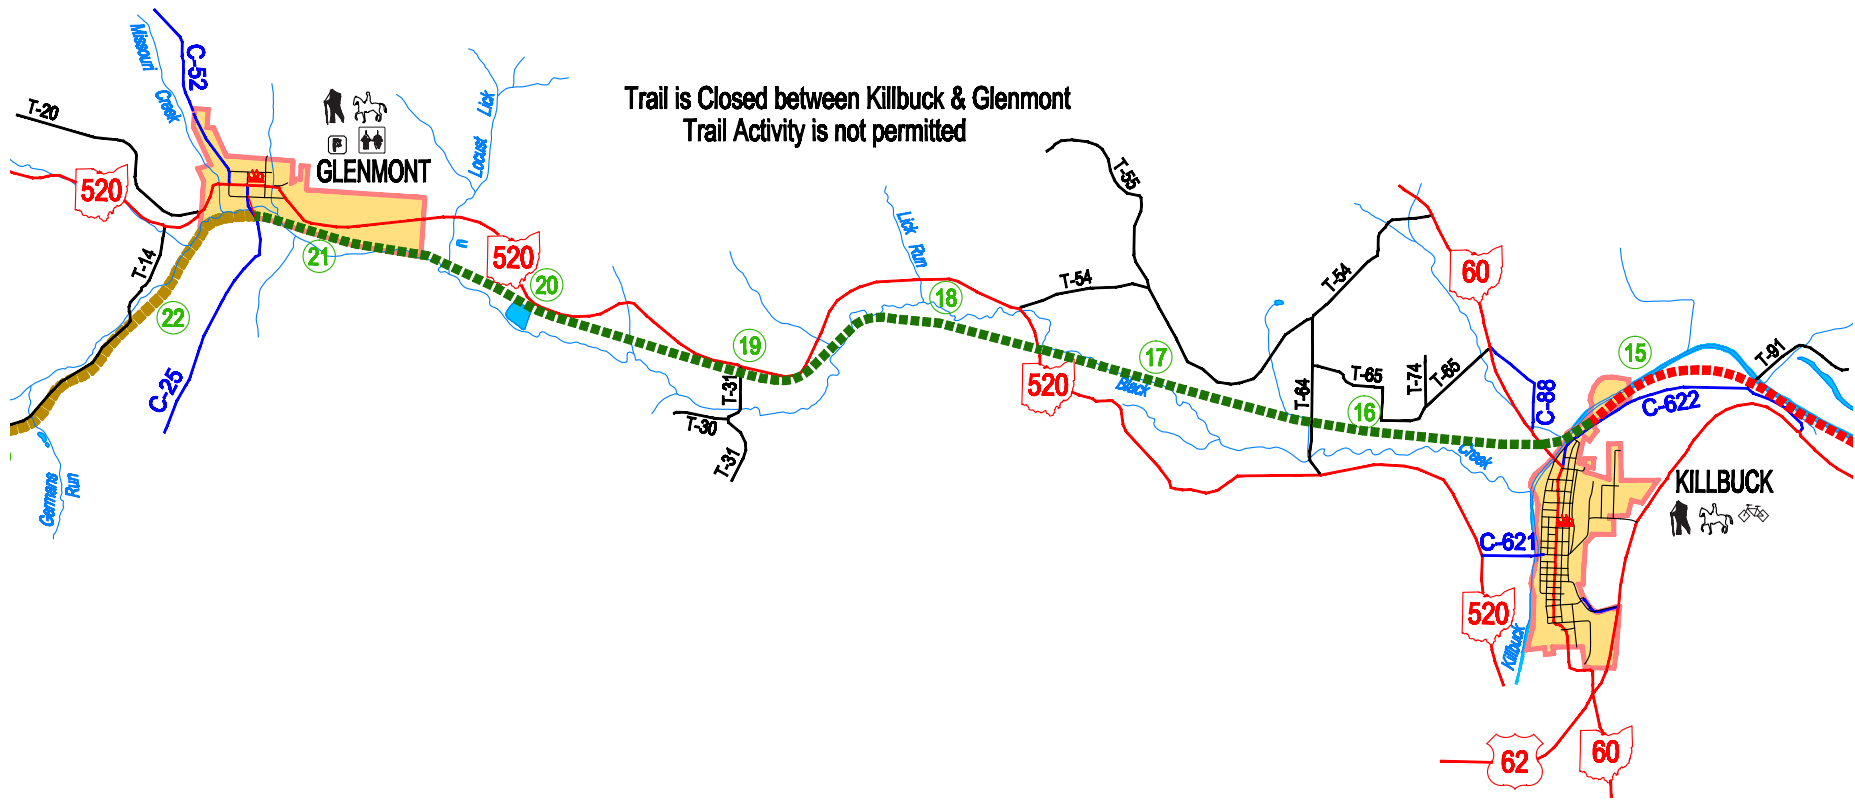 Missouri
Creek
C-52
T-20
Locust Lick
Trail is Closed between Killbuck & Glenmont
Trail Activity is not permitted
P
GLENMONT
520
T-14
C-25
22
21
n
520
20
Lick Run
18
19
T-31
T-30
T-31
T-55
T-54
T-54
60
17
520
Black
T-64
T-65
T-74
T-65
16
C-88
15
T-91
C-622
Creek
Gemans
Run
KILLBUCK
C-621
520
Killbuck
62
60